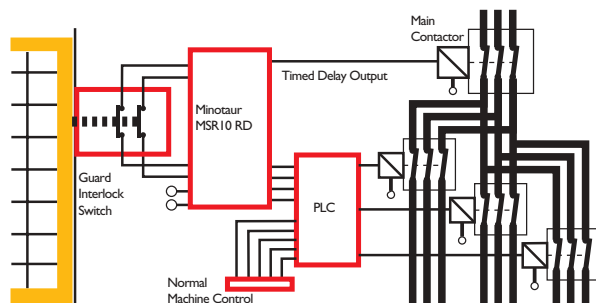 Main
Contactor
Timed Delay Output
Minotaur
MSR10 RD
Guard
Interlock
Switch
PLC
Normal
Machine Control